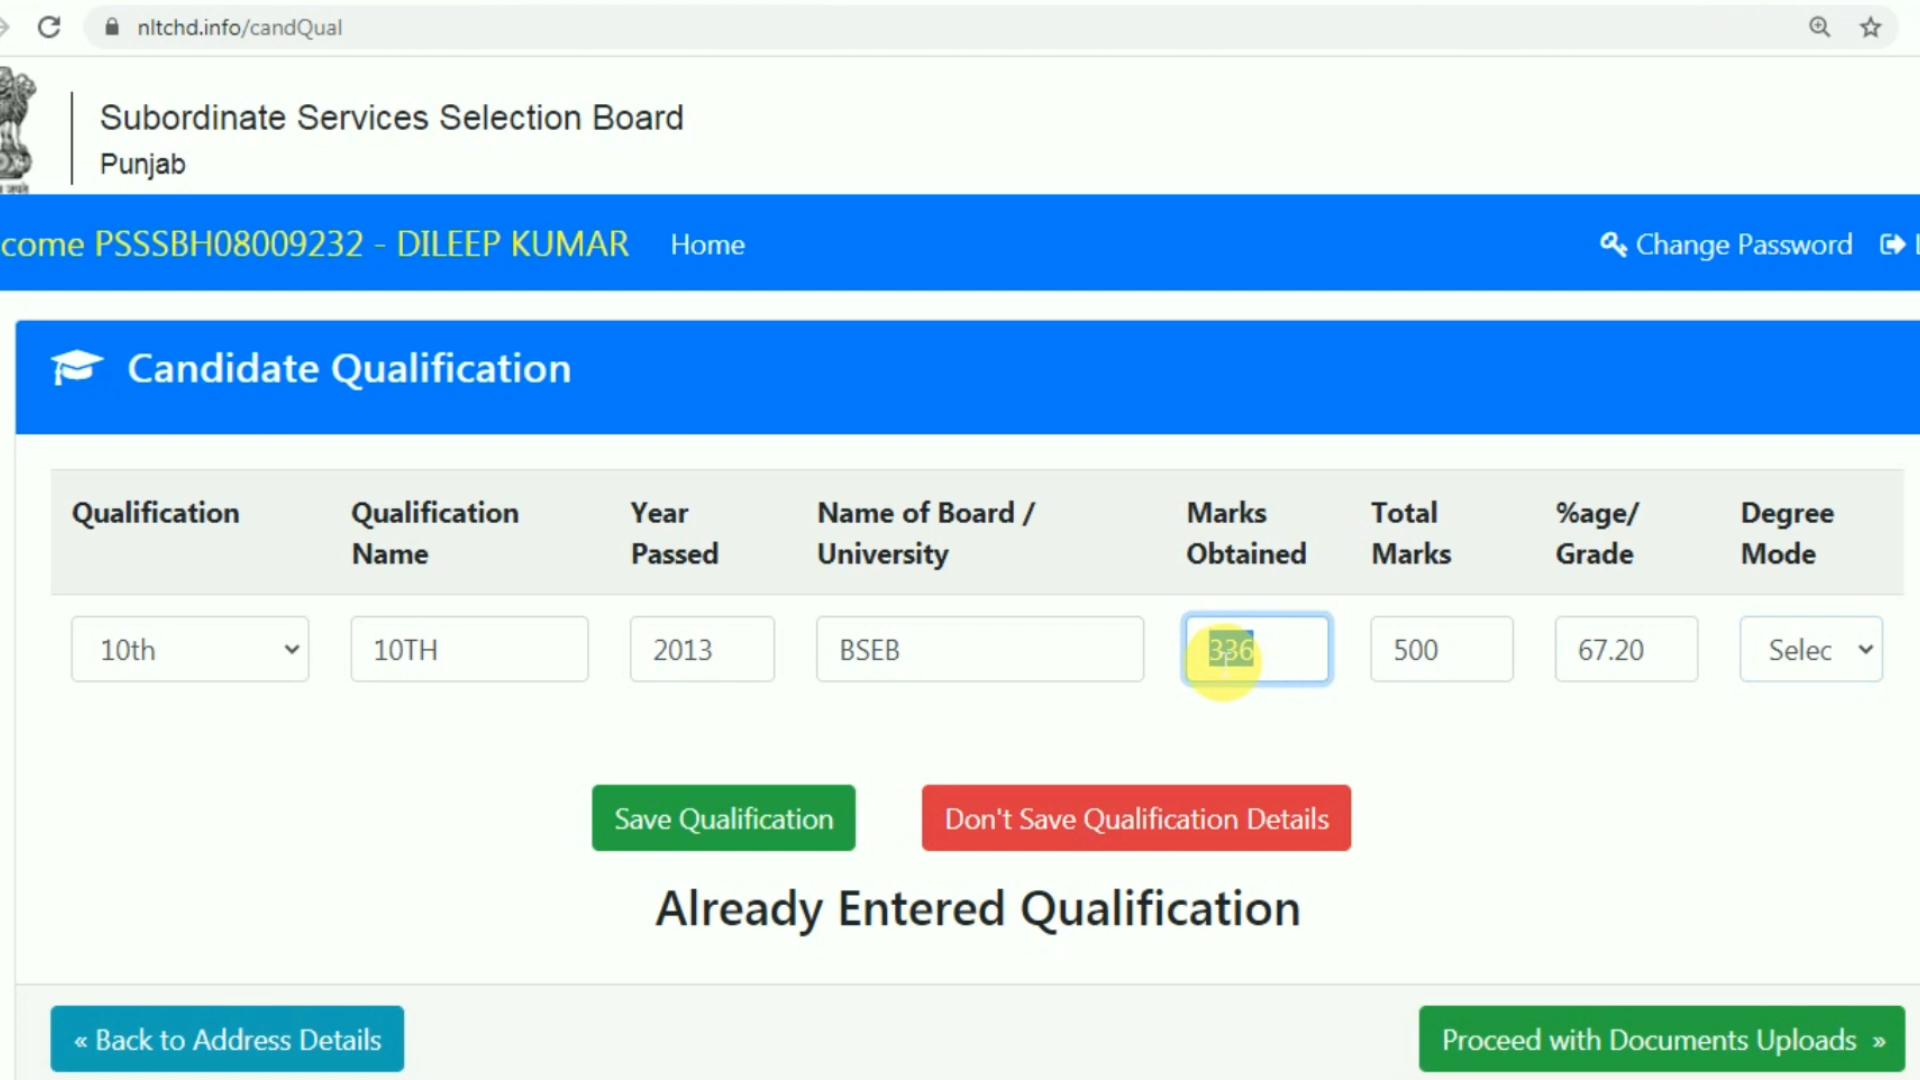 nltchd.info/candQual
Subordinate Services Selection Board
Punjab
come PSSSBH08009232 - DILEEP KUMAR Home Change Password
Candidate Qualification
Qualification Qualification Name Year Passed Name of Board / University Marks Obtained Total Marks %age/ Grade Degree Mode
10th 10TH 2013 BSEB 336 500 67.20 Selec
Save Qualification Don't Save Qualification Details
Already Entered Qualification
« Back to Address Details Proceed with Documents Uploads »